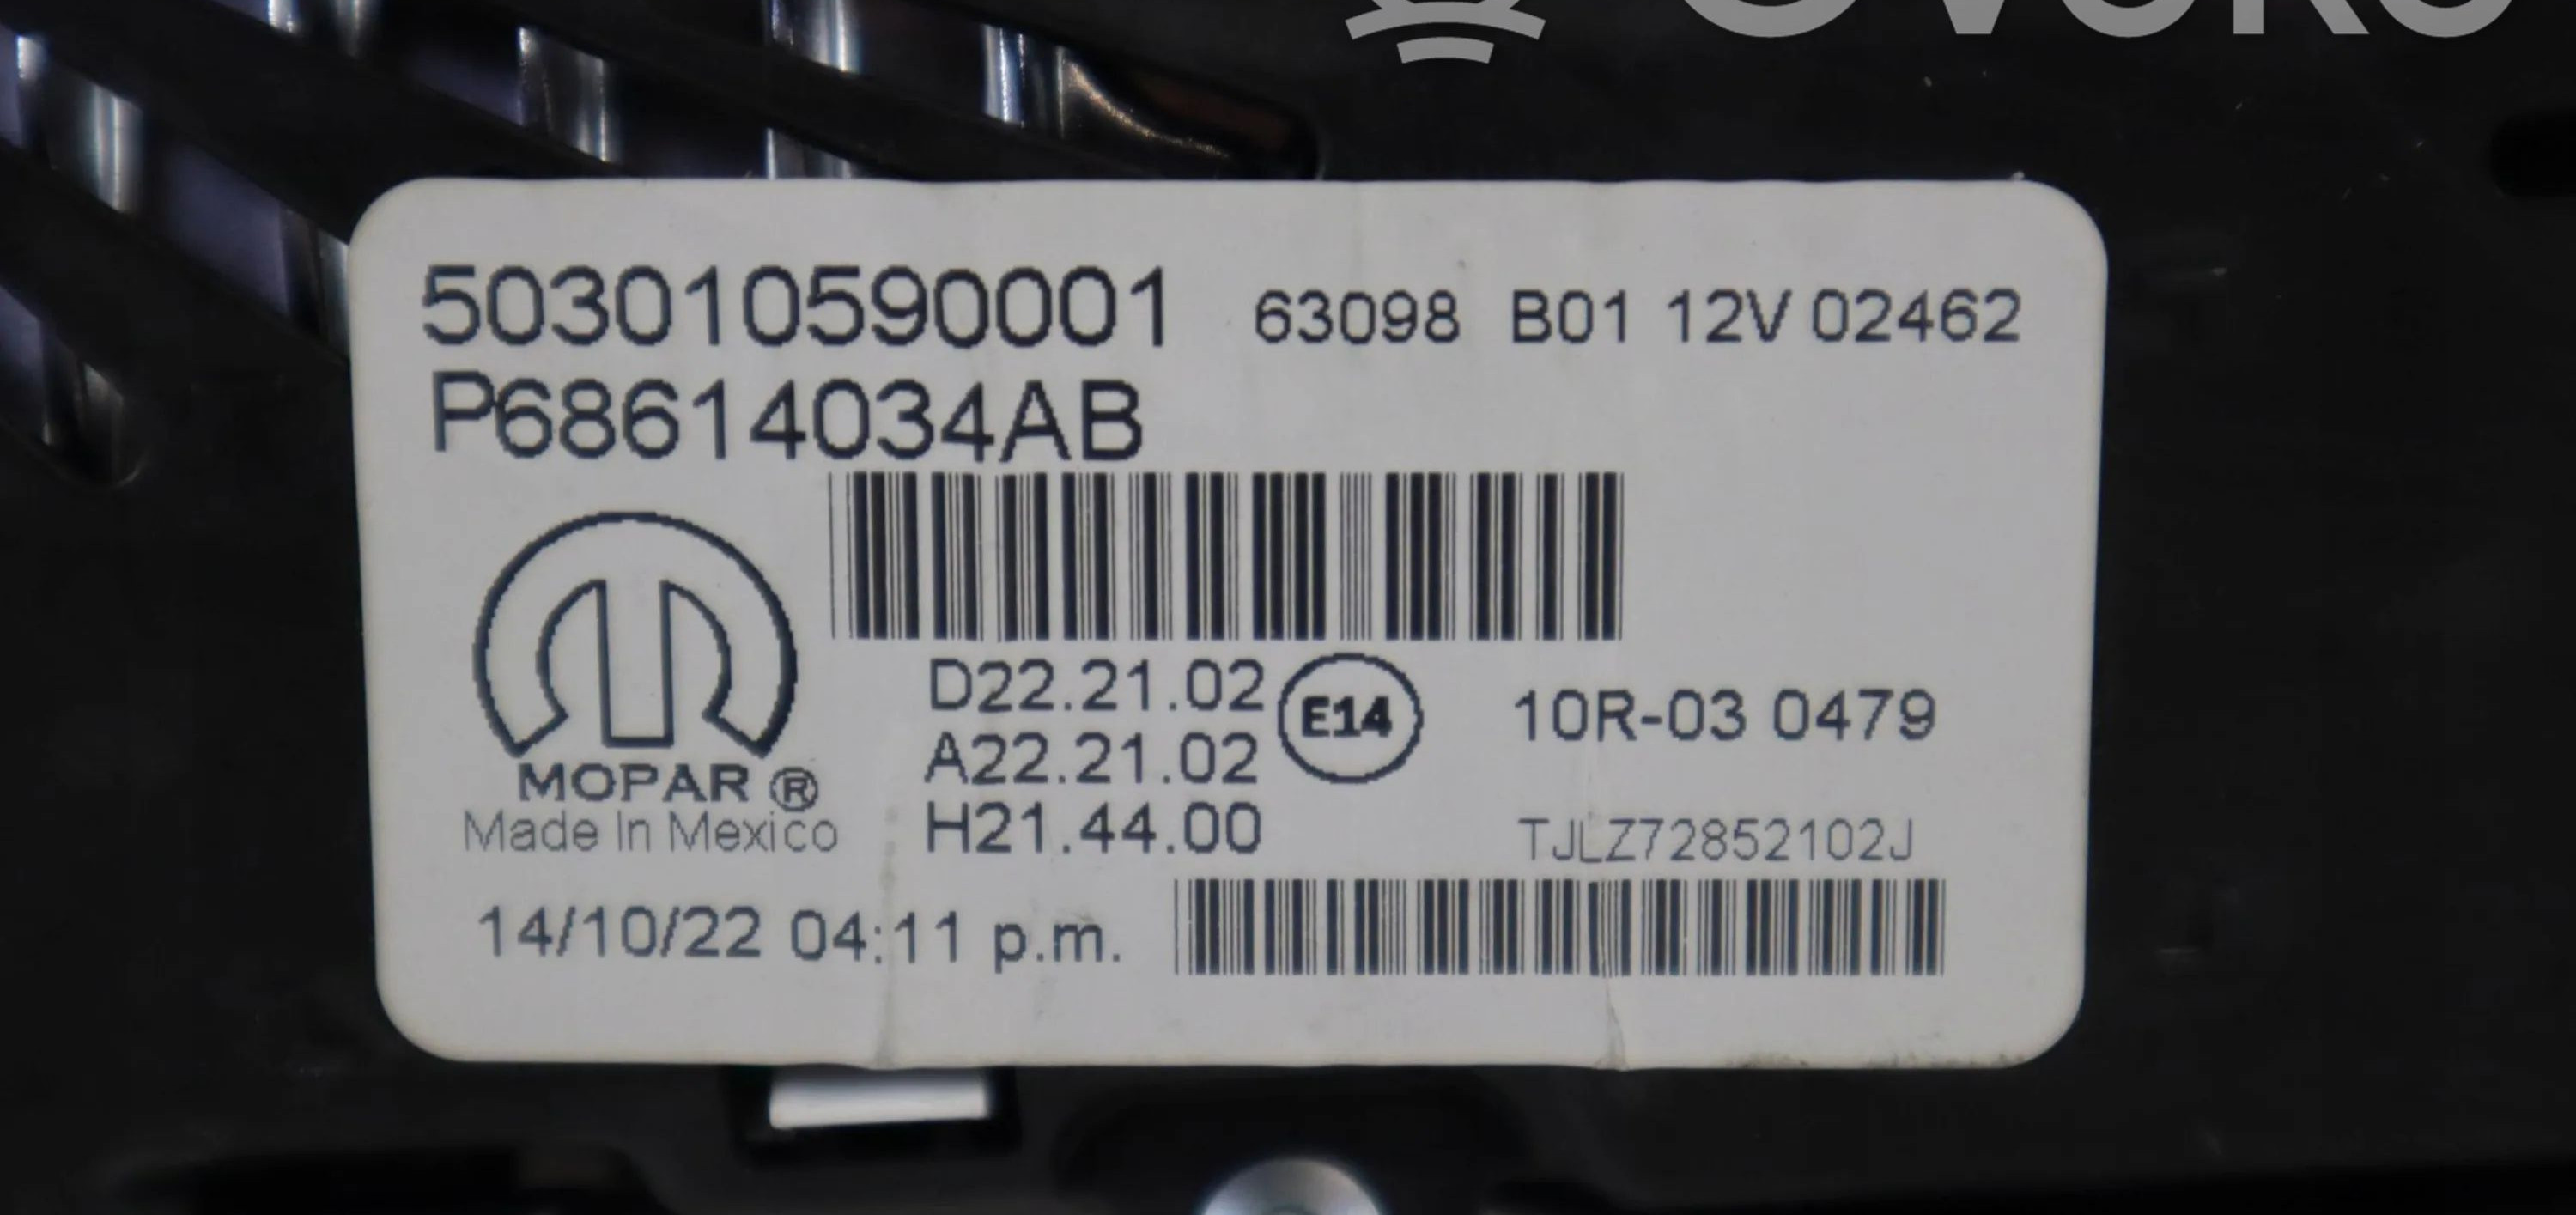 503010590001 63098 B01 12V 02462
P68614034AB
D22.21.02 E14 10R-03 0479
A22.21.02
MOPAR ®
Made In Mexico H21.44.00 TJLZ72852102J
14/10/22 04:11 p.m.